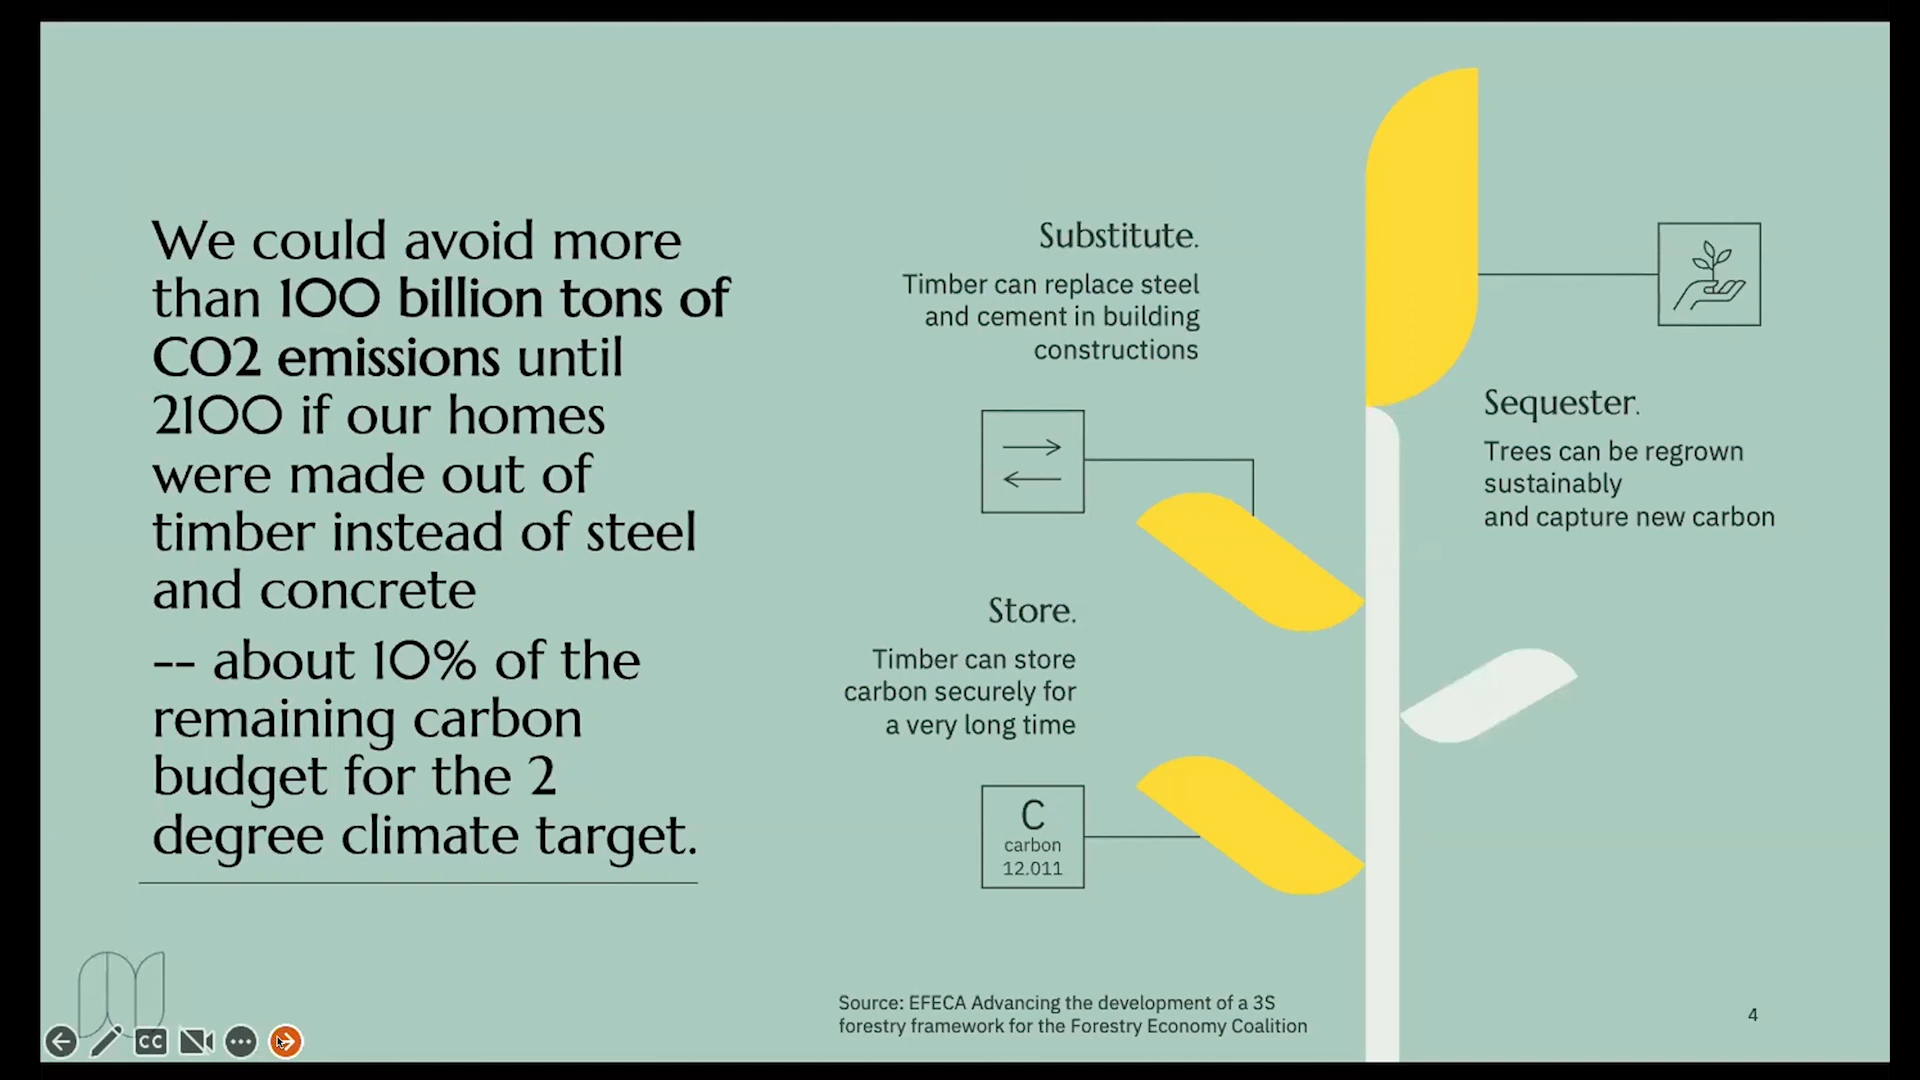 We could avoid more
than 100 billion tons of
CO2 emissions until
2100 if our homes
were made out of
timber instead of steel
and concrete
-- about 10% of the
remaining carbon
budget for the 2
degree climate target.
Substitute.
Timber can replace steel
and cement in building
constructions
Sequester.
Trees can be regrown
sustainably
and capture new carbon
Store.
Timber can store
carbon securely for
a very long time
C
carbon
12.011
Source: EFECA Advancing the development of a 3S
forestry framework for the Forestry Economy Coalition
4
CC